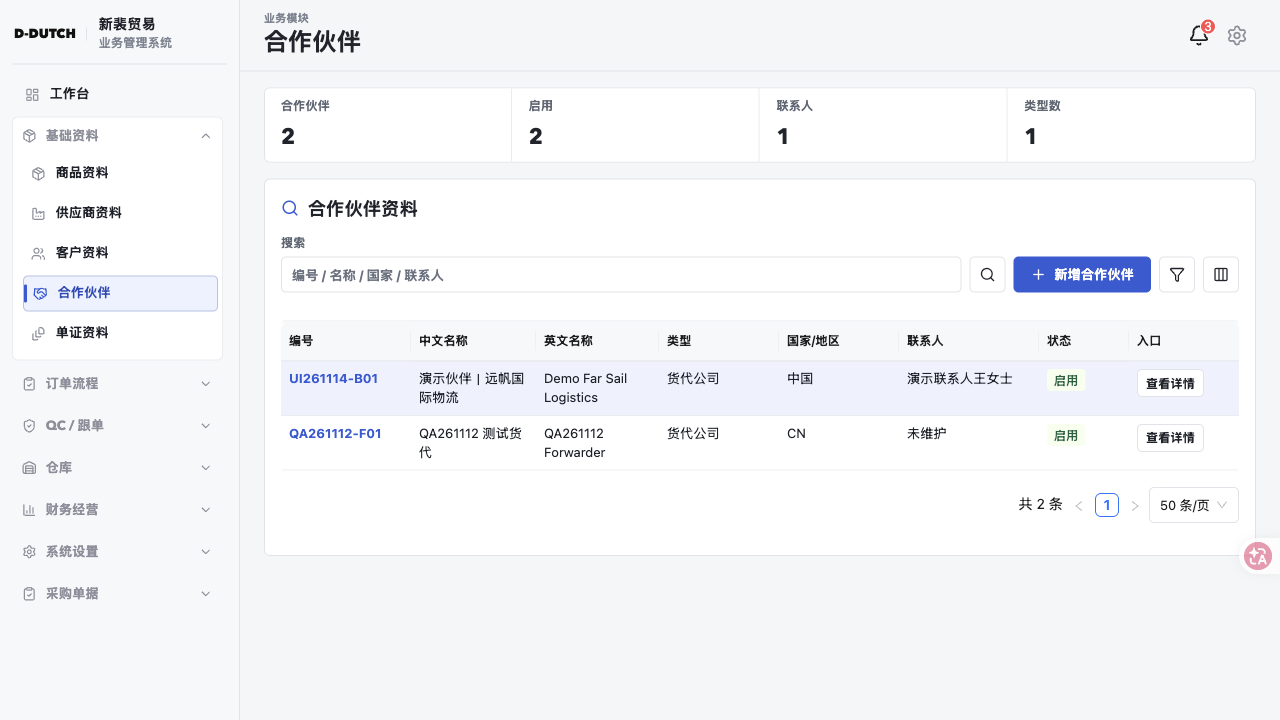 D-DUTCH
新裴贸易
业务管理系统
工作台
基础资料
商品资料
供应商资料
客户资料
合作伙伴
单证资料
订单流程
QC / 跟单
仓库
财务经营
系统设置
采购单据
业务模块
合作伙伴
3
合作伙伴
2
启用
2
联系人
1
类型数
1
合作伙伴资料
搜索
编号 / 名称 / 国家 / 联系人
新增合作伙伴
编号 中文名称 英文名称 类型 国家/地区 联系人 状态 入口
UI261114-B01 演示伙伴 | 远帆国 Demo Far Sail 货代公司 中国 演示联系人王女士 启用 查看详情
际物流 Logistics
QA261112-F01 QA261112 测试货 QA261112 货代公司 CN 未维护 启用 查看详情
代 Forwarder
共 2 条 1 50 条/页